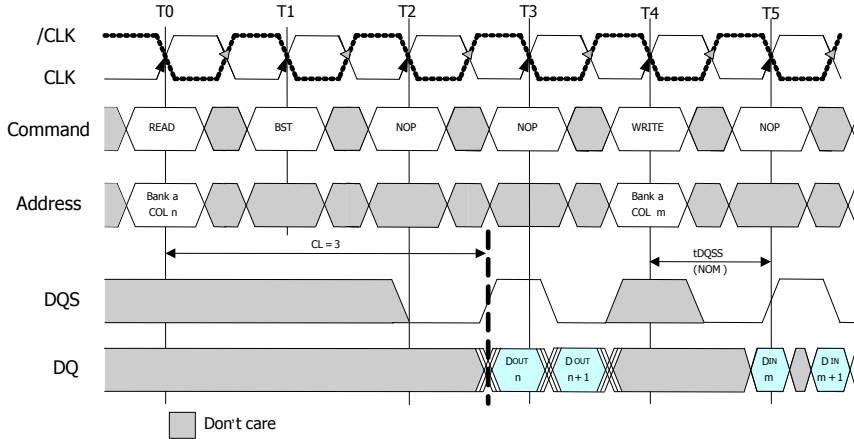 T0 T1 T2 T3 T4 T5
/CLK
CLK
Command READ BST NOP NOP WRITE NOP
Address Bank a COL n Bank a COL m
CL = 3
tDQSS
(NOM)
DQS
DQ DOUT n DOUT n+1 DIN m DIN m+1
Don't care